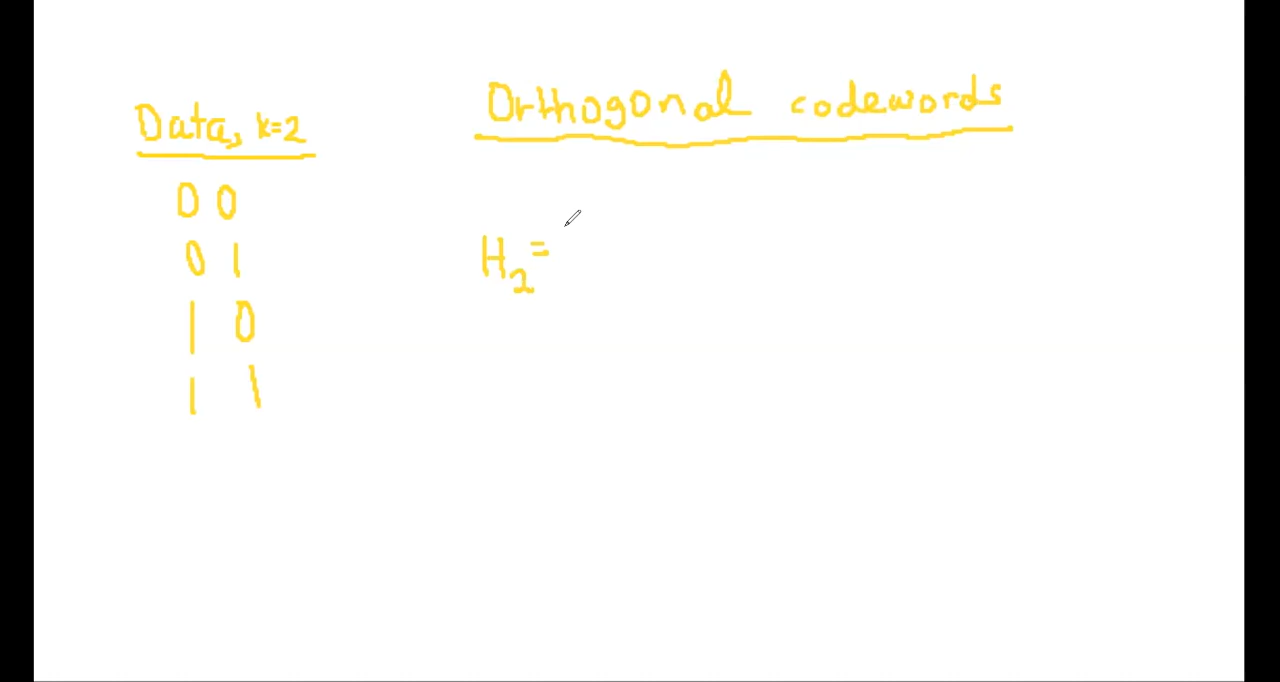 Orthogonal codewords
Data, k=2
0 0
0 1
1 0
1 1
H2=